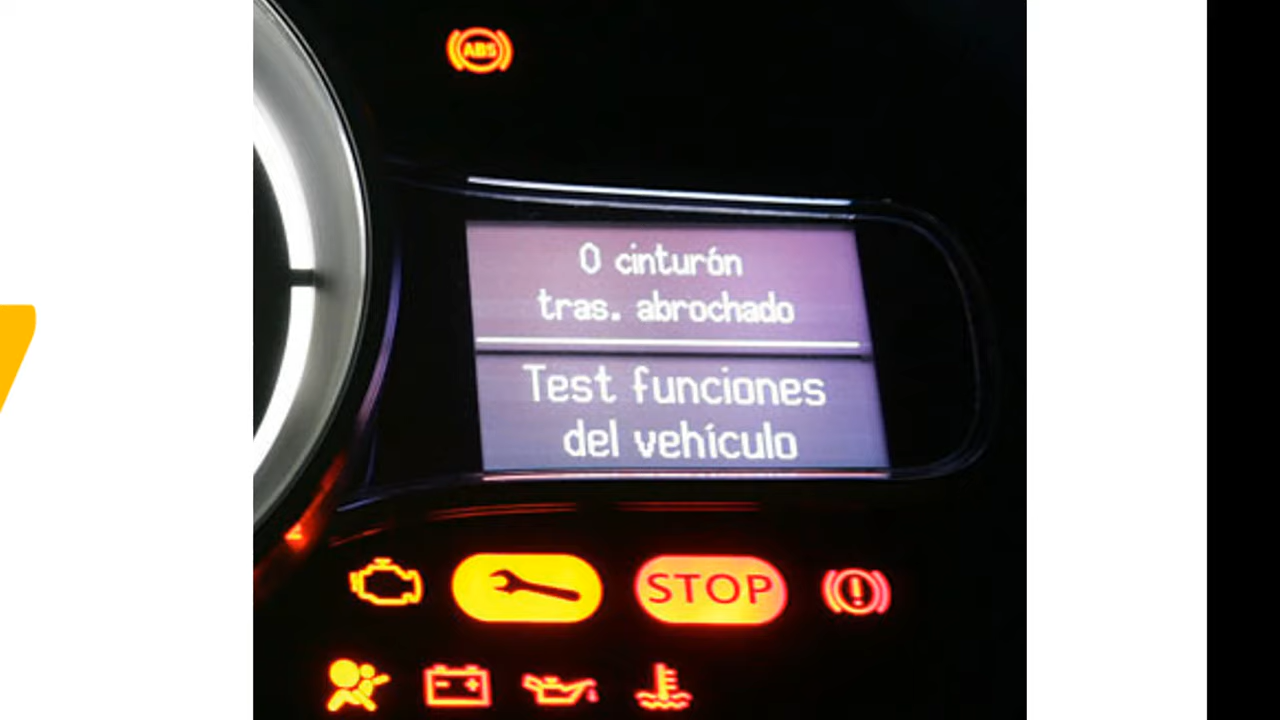 ABS
0 cinturón
tras. abrochado
Test funciones
del vehículo
STOP